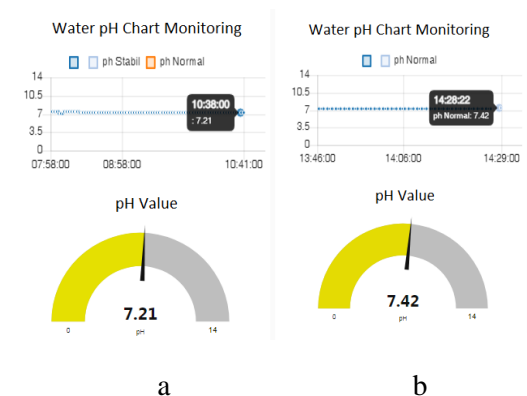 Water pH Chart Monitoring
ph Stabil ph Normal
14
10.5
7
3.5
0
10:38:00
: 7.21
07:58:00 08:58:00 10:41:00
pH Value
7.21
0 pH 14
a
Water pH Chart Monitoring
ph Normal
14
10.5
7
3.5
0
14:28:22
ph Normal: 7.42
13:46:00 14:06:00 14:29:00
pH Value
7.42
0 pH 14
b